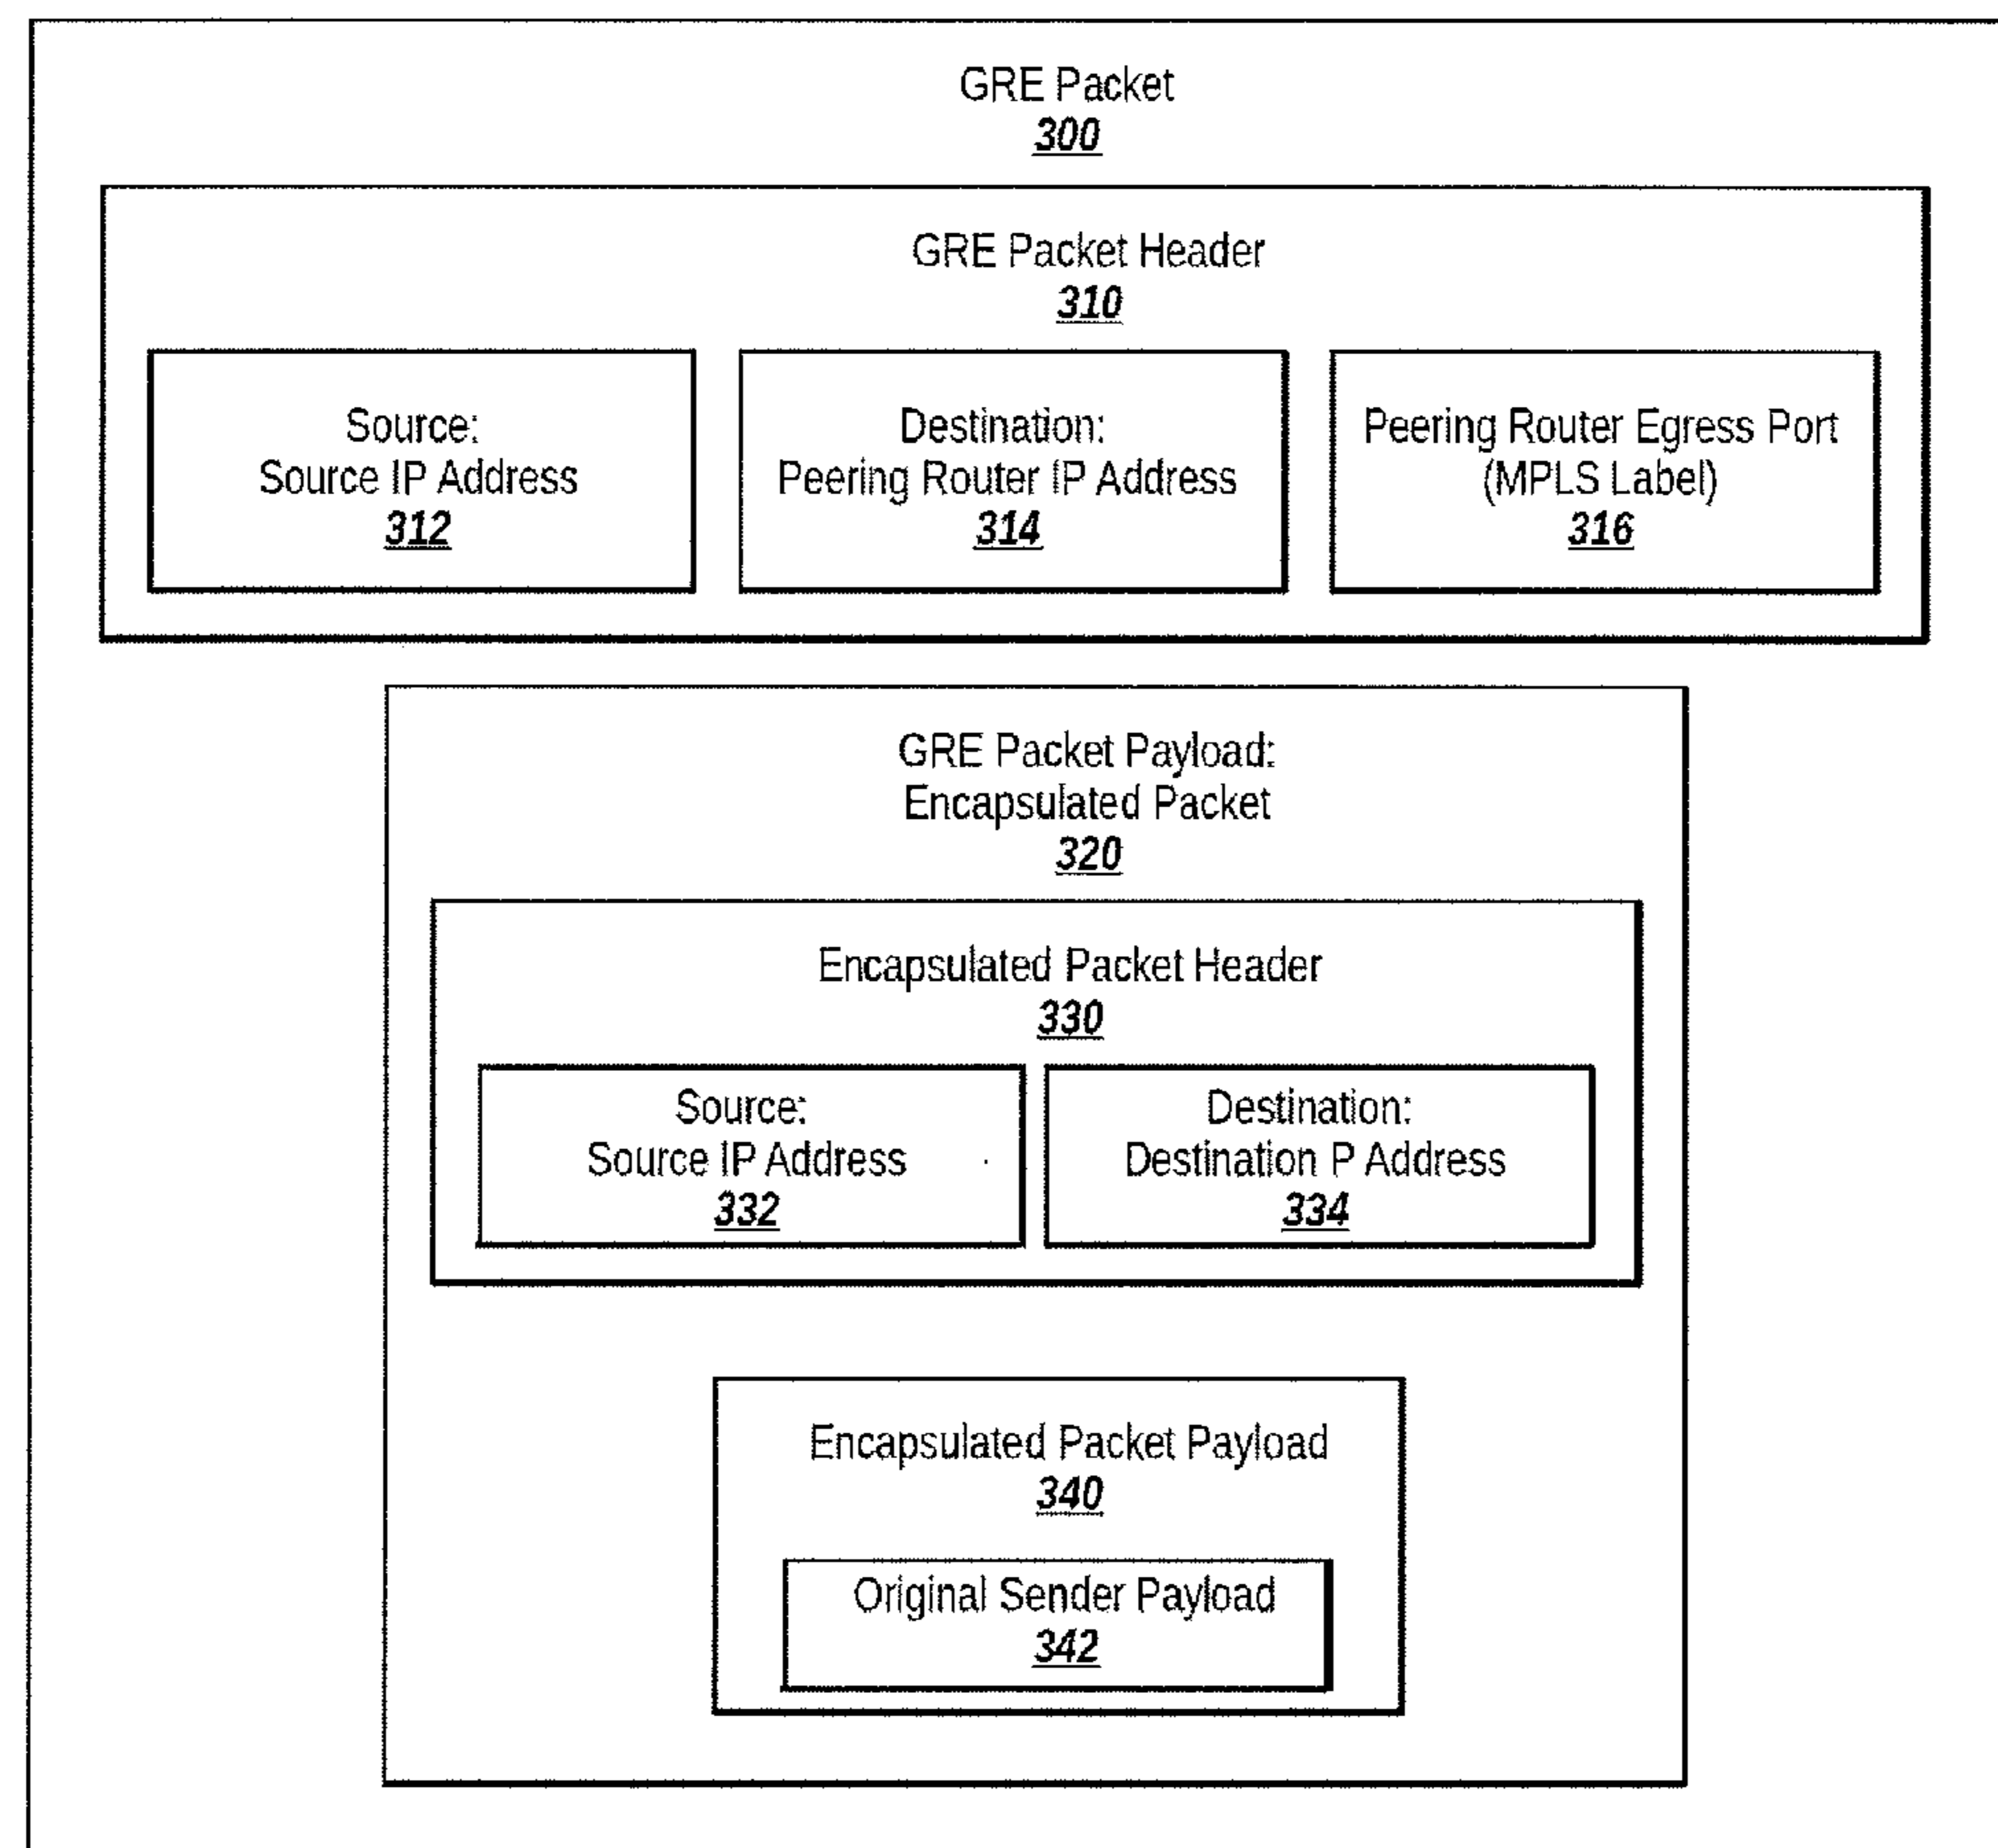 GRE Packet
300
GRE Packet Header
310
Source:
Source IP Address
312
Destination:
Peering Router IP Address
314
Peering Router Egress Port
(MPLS Label)
316
GRE Packet Payload:
Encapsulated Packet
320
Encapsulated Packet Header
330
Source:
Source IP Address
332
Destination:
Destination P Address
334
Encapsulated Packet Payload
340
Original Sender Payload
342